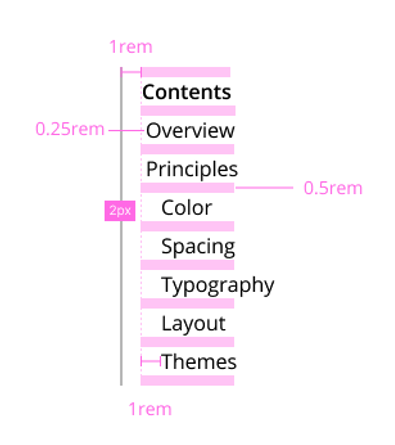 1rem
Contents
0.25rem
Overview
Principles
0.5rem
Color
2px
Spacing
Typography
Layout
Themes
1rem